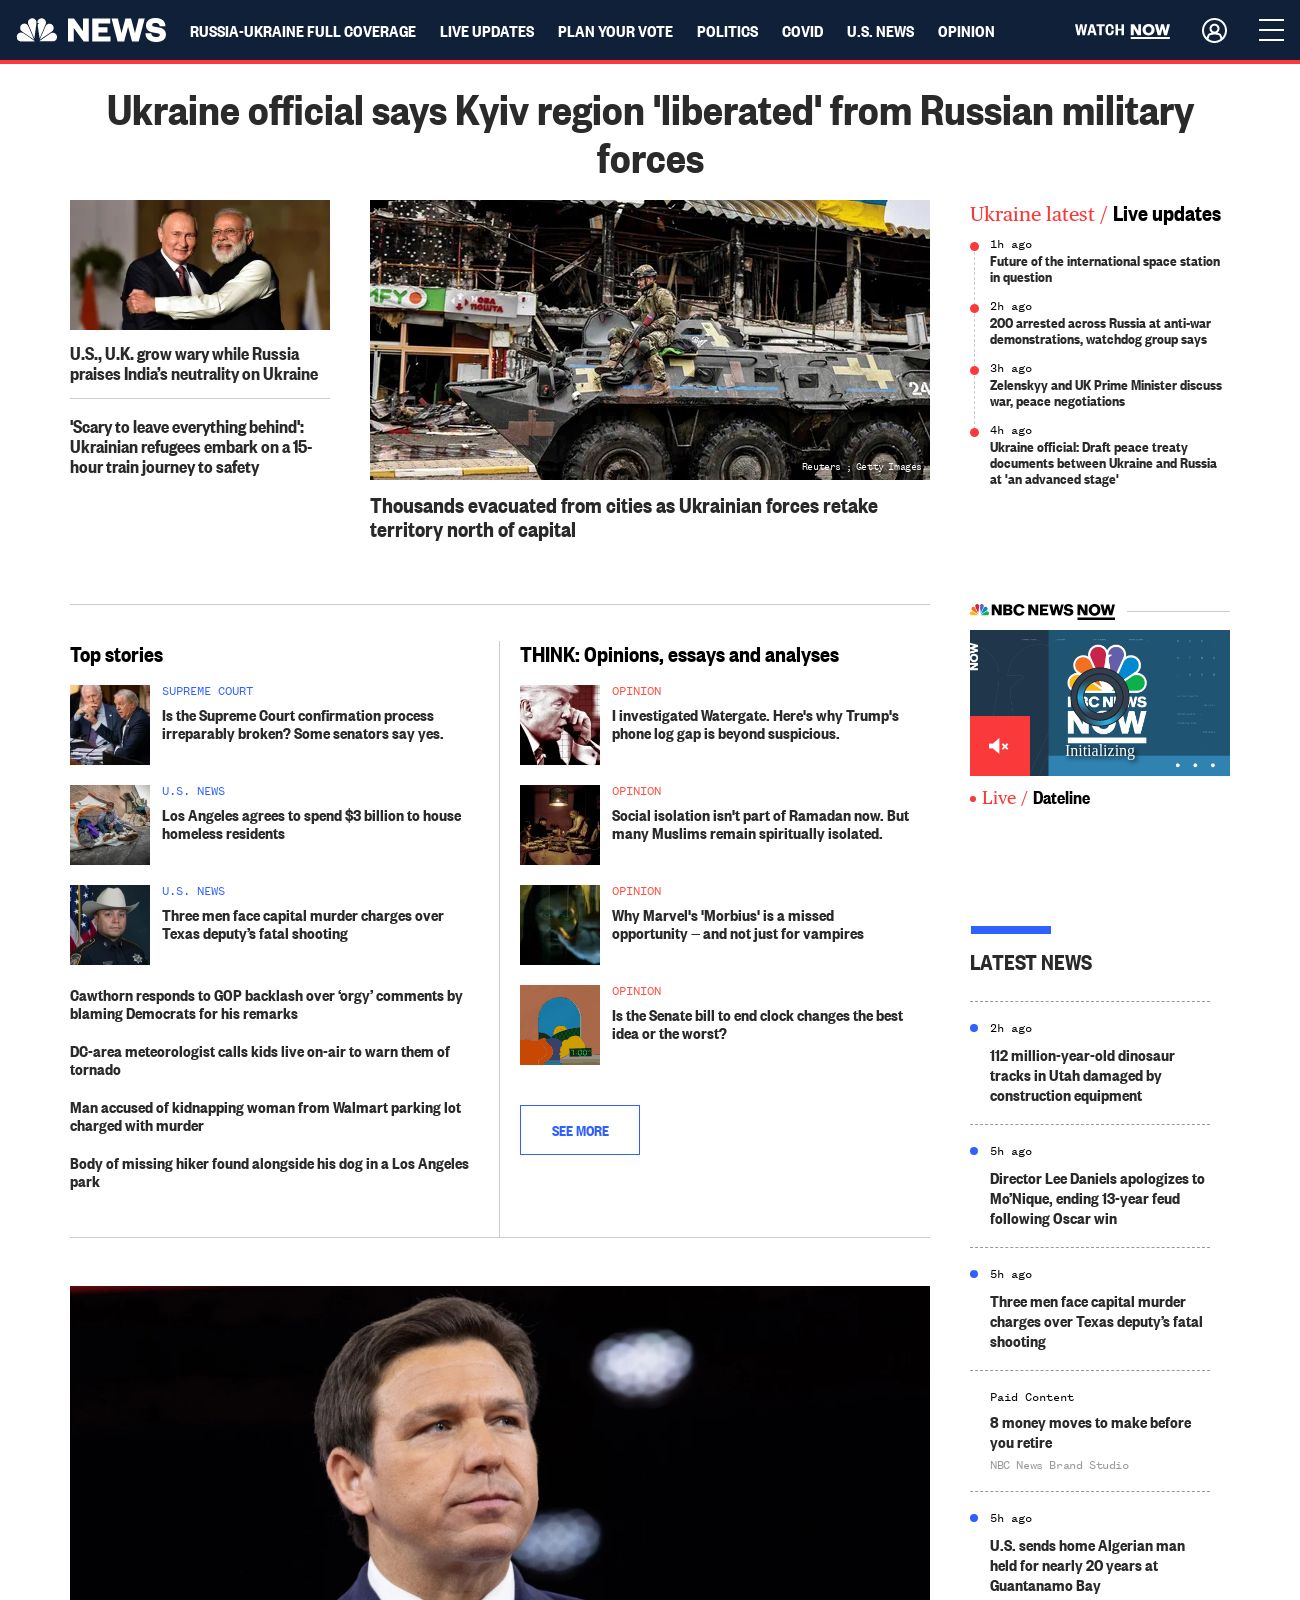 NEWS
RUSSIA-UKRAINE FULL COVERAGE
LIVE UPDATES
PLAN YOUR VOTE
POLITICS
COVID
U.S. NEWS
OPINION
WATCH NOW
Ukraine official says Kyiv region 'liberated' from Russian military
forces
U.S., U.K. grow wary while Russia
praises India’s neutrality on Ukraine
'Scary to leave everything behind':
Ukrainian refugees embark on a 15-
hour train journey to safety
НОВА
ПОШТА
24
Reuters ; Getty Images
Thousands evacuated from cities as Ukrainian forces retake
territory north of capital
Ukraine latest / Live updates
1h ago
Future of the international space station
in question
2h ago
200 arrested across Russia at anti-war
demonstrations, watchdog group says
3h ago
Zelenskyy and UK Prime Minister discuss
war, peace negotiations
4h ago
Ukraine official: Draft peace treaty
documents between Ukraine and Russia
at 'an advanced stage'
Top stories
SUPREME COURT
Is the Supreme Court confirmation process
irreparably broken? Some senators say yes.
U.S. NEWS
Los Angeles agrees to spend $3 billion to house
homeless residents
U.S. NEWS
Three men face capital murder charges over
Texas deputy’s fatal shooting
Cawthorn responds to GOP backlash over ‘orgy’ comments by
blaming Democrats for his remarks
DC-area meteorologist calls kids live on-air to warn them of
tornado
Man accused of kidnapping woman from Walmart parking lot
charged with murder
Body of missing hiker found alongside his dog in a Los Angeles
park
THINK: Opinions, essays and analyses
OPINION
I investigated Watergate. Here's why Trump's
phone log gap is beyond suspicious.
OPINION
Social isolation isn't part of Ramadan now. But
many Muslims remain spiritually isolated.
OPINION
Why Marvel's 'Morbius' is a missed
opportunity — and not just for vampires
OPINION
Is the Senate bill to end clock changes the best
idea or the worst?
1:00
SEE MORE
NBC NEWS NOW
NOW
NBC NEWS
NOW
Initializing
Live / Dateline
LATEST NEWS
2h ago
112 million-year-old dinosaur
tracks in Utah damaged by
construction equipment
5h ago
Director Lee Daniels apologizes to
Mo’Nique, ending 13-year feud
following Oscar win
5h ago
Three men face capital murder
charges over Texas deputy’s fatal
shooting
Paid Content
8 money moves to make before
you retire
NBC News Brand Studio
5h ago
U.S. sends home Algerian man
held for nearly 20 years at
Guantanamo Bay